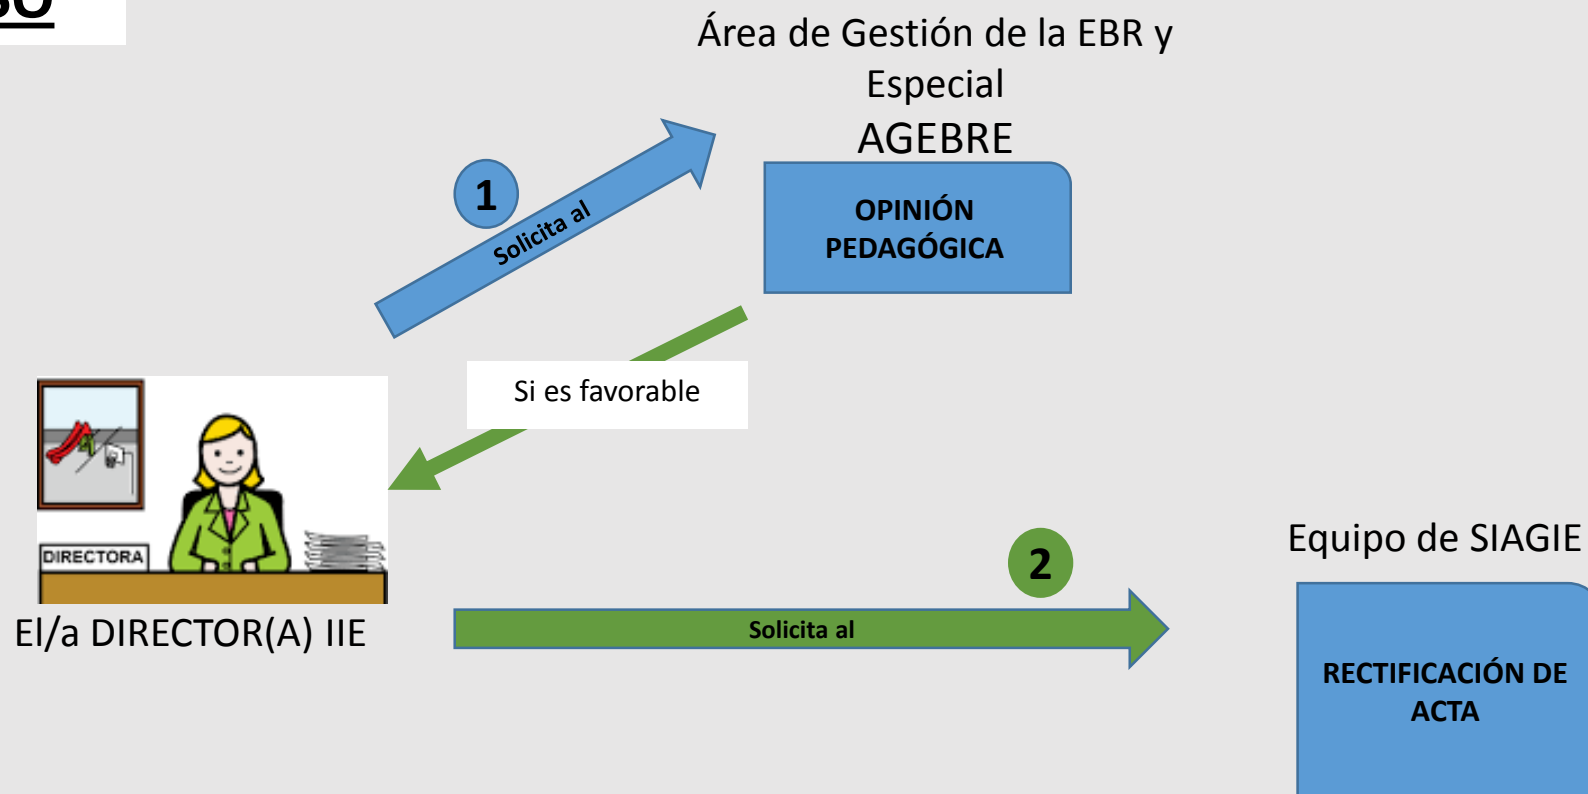 Área de Gestión de la EBR y
Especial
AGEBRE
1
Solicita al
OPINIÓN
PEDAGÓGICA
Si es favorable
DIRECTORA
El/a DIRECTOR(A) IIE
2
Solicita al
Equipo de SIAGIE
RECTIFICACIÓN DE
ACTA